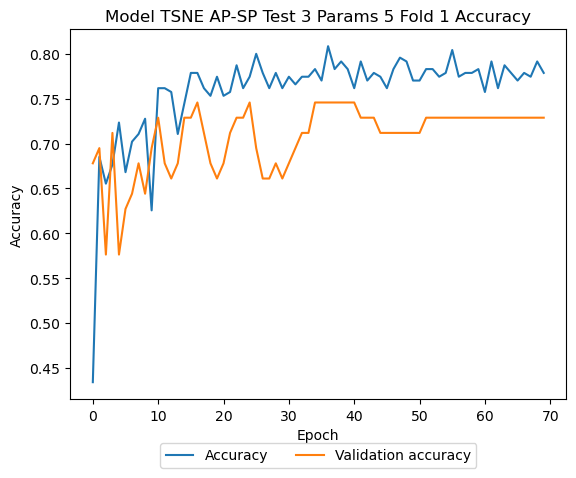 Model TSNE AP-SP Test 3 Params 5 Fold 1 Accuracy
0.80
0.75
0.70
0.65
0.60
0.55
0.50
0.45
Accuracy
0 10 20 30 40 50 60 70
Epoch
Accuracy Validation accuracy